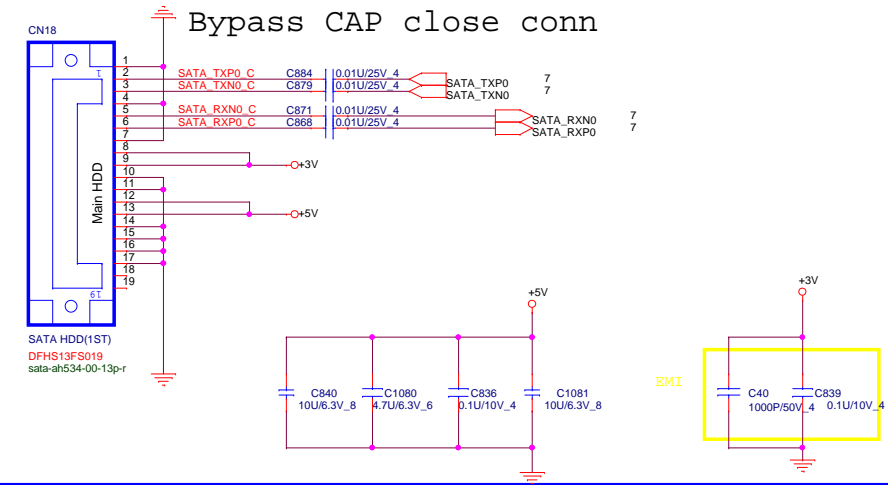 Bypass CAP close conn
CN18
1
19
Main HDD
1
2
3
4
5
6
7
8
9
10
11
12
13
14
15
16
17
18
19
SATA_TXP0_C C884 0.01U/25V_4 SATA_TXP0 7
SATA_TXN0_C C879 0.01U/25V_4 SATA_TXN0 7
SATA_RXN0_C C871 0.01U/25V_4 SATA_RXN0 7
SATA_RXP0_C C868 0.01U/25V_4 SATA_RXP0 7
+3V
+5V
SATA HDD(1ST)
DFHS13FS019
sata-ah534-00-13p-r
+5V
C840
10U/6.3V_8
C1080
4.7U/6.3V_6
C836
0.1U/10V_4
C1081
10U/6.3V_8
+3V
EMI
C40
1000P/50V_4
C839
0.1U/10V_4